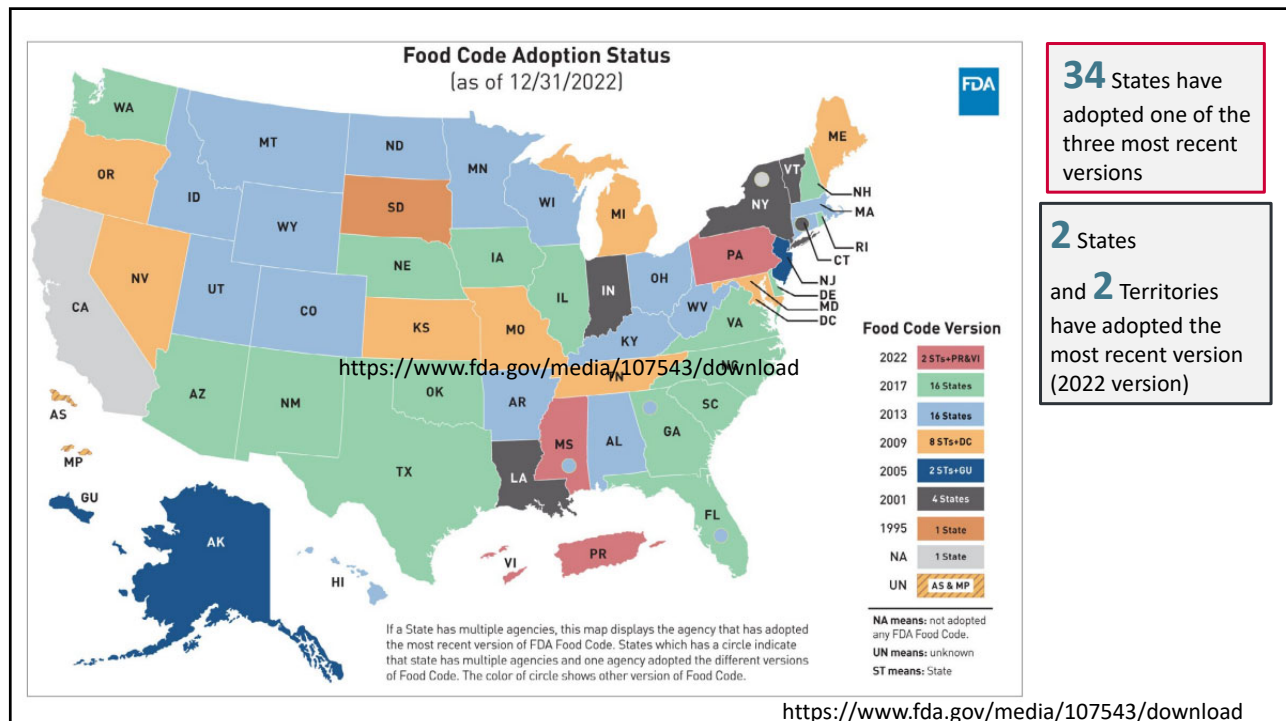 Food Code Adoption Status
(as of 12/31/2022)
FDA
WA
OR
CA
NV
ID
MT
WY
UT
CO
AZ
NM
ND
SD
NE
KS
OK
TX
MN
IA
MO
AR
LA
WI
IL
MI
IN
OH
KY
TN
MS
AL
GA
FL
SC
NC
VA
WV
PA
NY
VT
ME
NH
MA
RI
CT
NJ
DE
MD
DC
https://www.fda.gov/media/107543/download
AS
MP
GU
AK
HI
VI
PR
Food Code Version
2022 2 STs+PR&VI
2017 16 States
2013 16 States
2009 8 STs+DC
2005 2 STs+GU
2001 4 States
1995 1 State
NA 1 State
UN AS & MP
NA means: not adopted
any FDA Food Code.
UN means: unknown
ST means: State
If a State has multiple agencies, this map displays the agency that has adopted
the most recent version of FDA Food Code. States which has a circle indicate
that state has multiple agencies and one agency adopted the different versions
of Food Code. The color of circle shows other version of Food Code.
34 States have
adopted one of the
three most recent
versions
2 States
and 2 Territories
have adopted the
most recent version
(2022 version)
https://www.fda.gov/media/107543/download